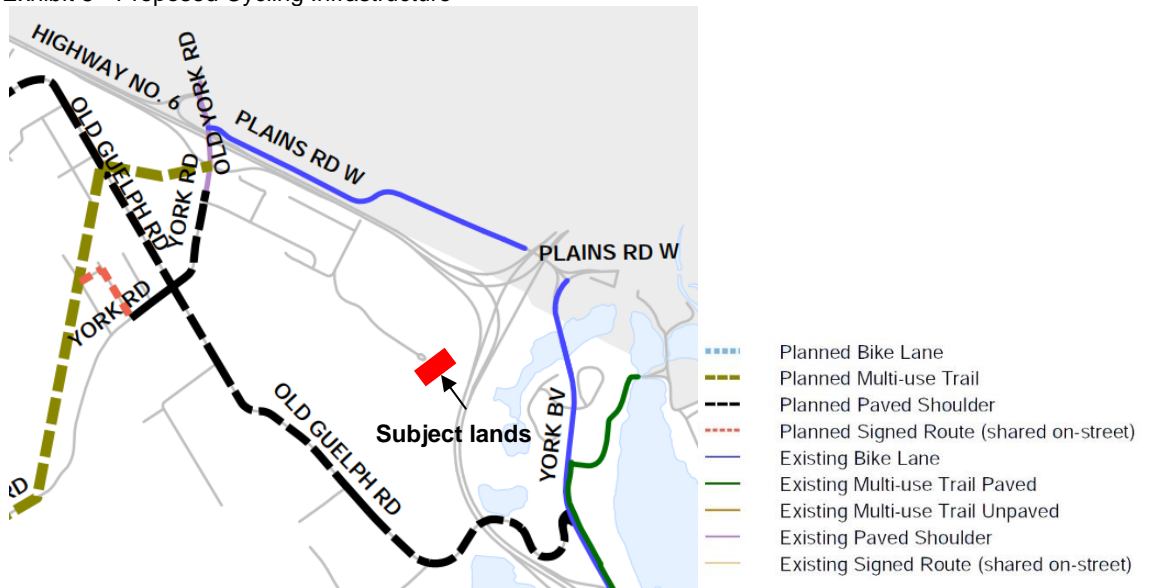 Exhibit 3 - Proposed Cycling Infrastructure
HIGHWAY NO. 6
OLD YORK RD
PLAINS RD W
OLD GUELPH RD
YORK RD
PLAINS RD W
YORK RD
Subject lands
OLD GUELPH RD
YORK BV
RD
Planned Bike Lane
Planned Multi-use Trail
Planned Paved Shoulder
Planned Signed Route (shared on-street)
Existing Bike Lane
Existing Multi-use Trail Paved
Existing Multi-use Trail Unpaved
Existing Paved Shoulder
Existing Signed Route (shared on-street)